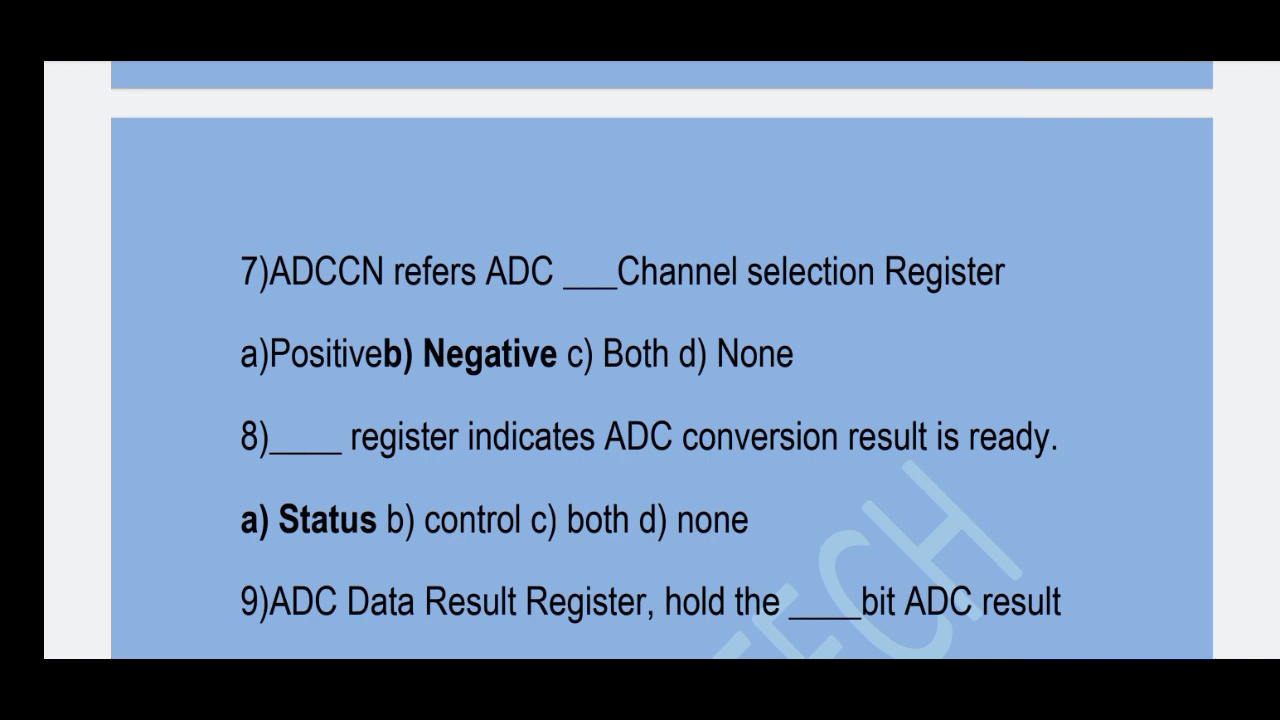 7)ADCCN refers ADC ___Channel selection Register
a)Positiveb) Negative c) Both d) None
8)____ register indicates ADC conversion result is ready.
a) Status b) control c) both d) none
9)ADC Data Result Register, hold the ____bit ADC result
TECH